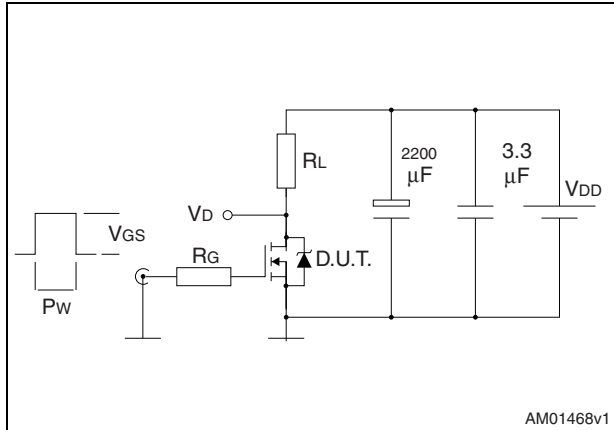 RL
2200
μF
3.3
μF
VDD
VD
VGS
RG
D.U.T.
PW
AM01468v1